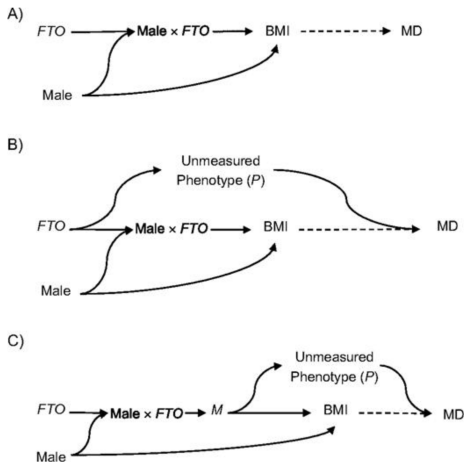 A)
FTO Male × FTO BMI MD
Male
B)
Unmeasured
Phenotype (P)
FTO Male × FTO BMI MD
Male
C)
Unmeasured
Phenotype (P)
FTO Male × FTO M BMI MD
Male